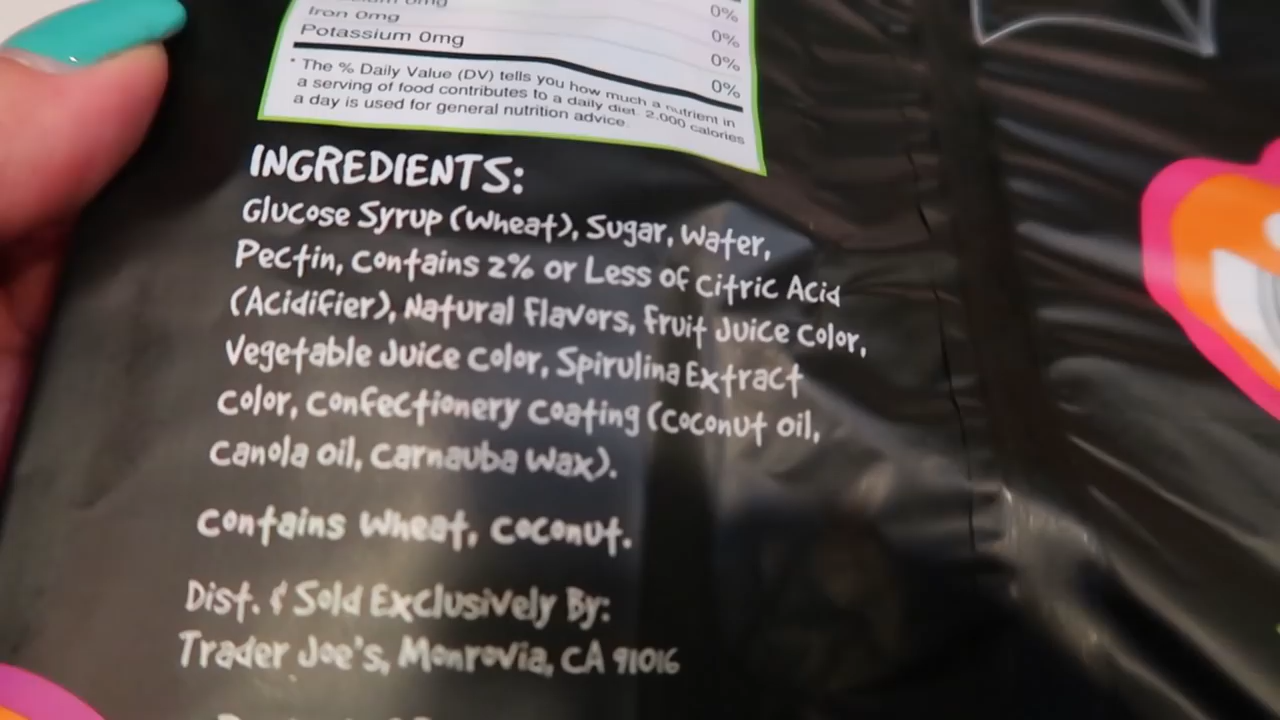 0%
Iron 0mg 0%
Potassium 0mg 0%
0%
* The % Daily Value (DV) tells you how much a nutrient in
a serving of food contributes to a daily diet. 2,000 calories
a day is used for general nutrition advice.
INGREDIENTS:
Glucose Syrup (Wheat), Sugar, Water,
Pectin, contains 2% or Less of Citric Acid
(Acidifier), Natural Flavors, Fruit Juice Color,
Vegetable Juice Color, Spirulina Extract
Color, Confectionery Coating (Coconut oil,
Canola oil, Carnauba Wax).
Contains Wheat, Coconut.
Dist. & Sold Exclusively By:
Trader Joe's, Monrovia, CA 91016